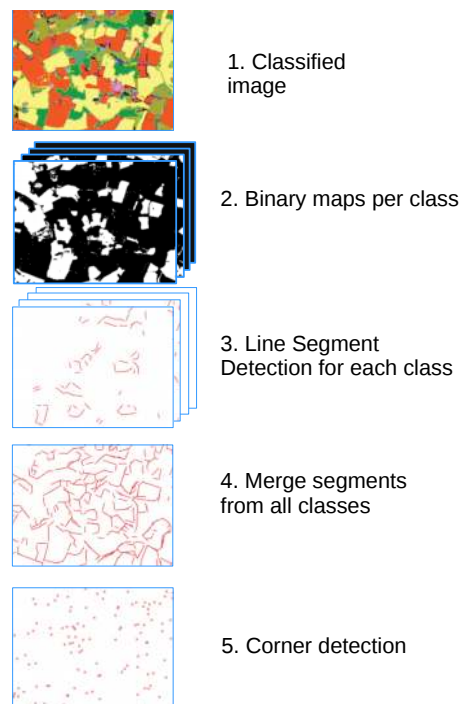 1. Classified
image
2. Binary maps per class
3. Line Segment
Detection for each class
4. Merge segments
from all classes
5. Corner detection